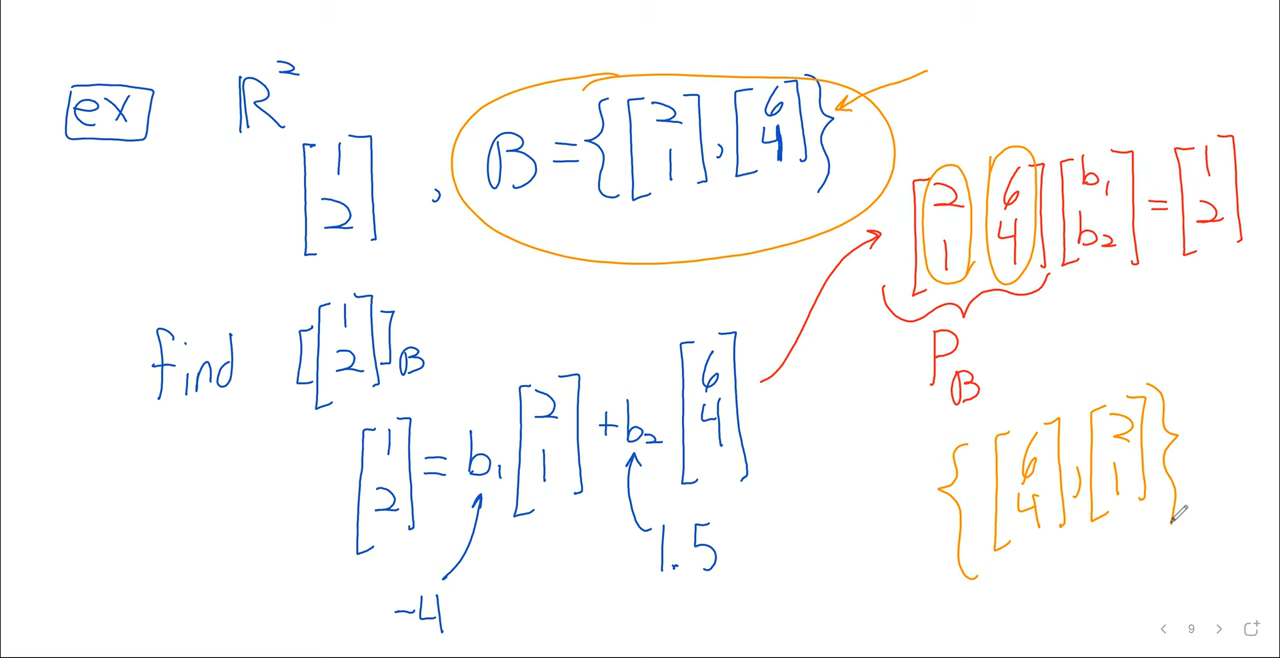 ex ℝ²
[1 2] , B = {[2 1], [6 4]}
[2 6 1 4] [b₁ b₂] = [1 2]
P_B
find [[1 2]]_B
[1 2] = b₁ [2 1] + b₂ [6 4]
-4 1.5
{[6 4], [2 1]}
< 9 >